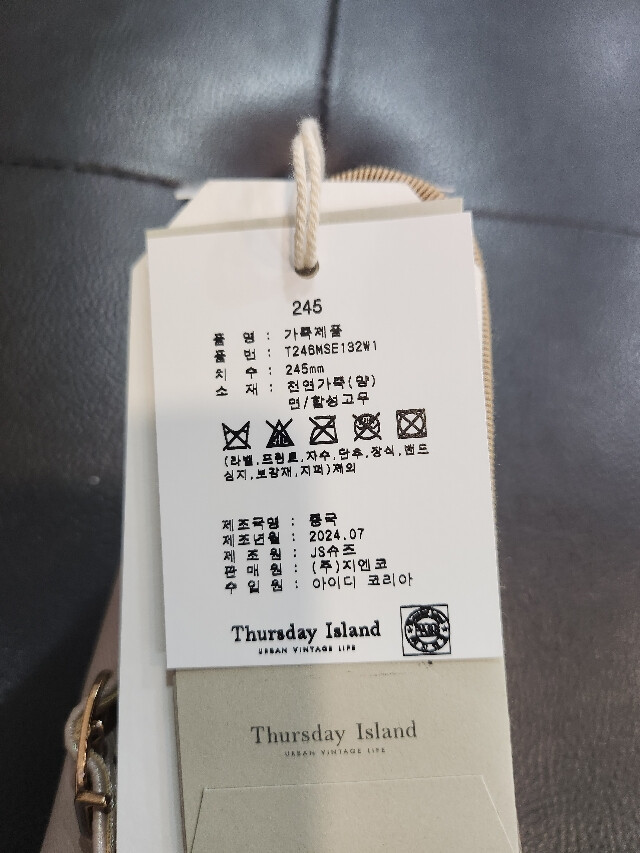 245
품 명 : 가죽제품
품 번 : T246MSE132W1
치 수 : 245mm
소 재 : 천연가죽(양)
면/합성고무
(라벨,프린트,자수,단추,장식,밴드
심지,보강재,지퍼)제외
제조국명 : 중국
제조년월 : 2024.07
제 조 원 : JS슈즈
판 매 원 : (주)지엔코
수 입 원 : 아이디 코리아
Thursday Island
URBAN VINTAGE LIFE
Thursday Island
URBAN VINTAGE LIFE